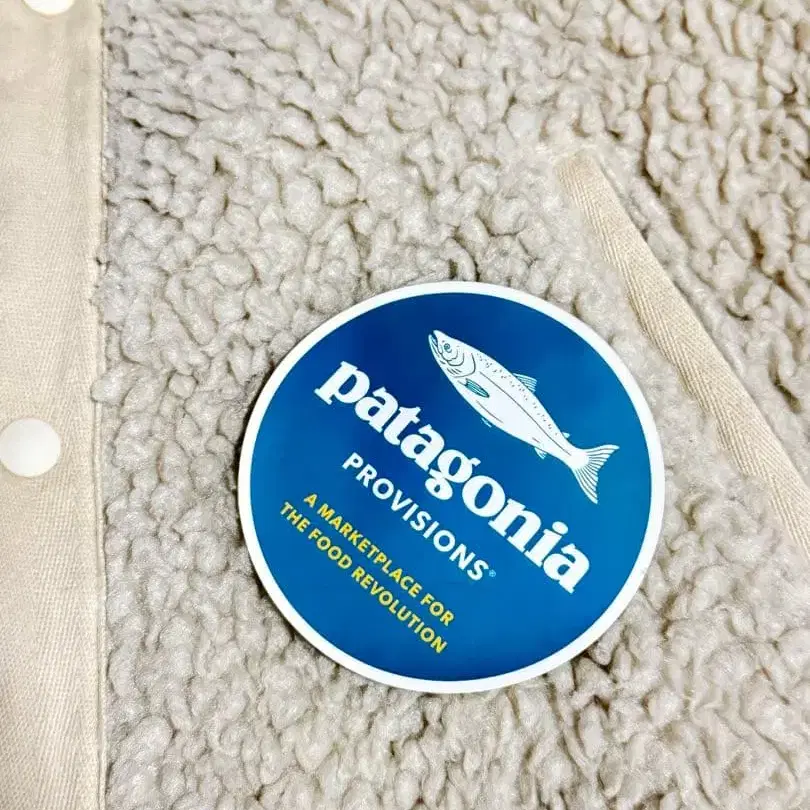 patagonia
PROVISIONS®
A MARKETPLACE FOR
THE FOOD REVOLUTION